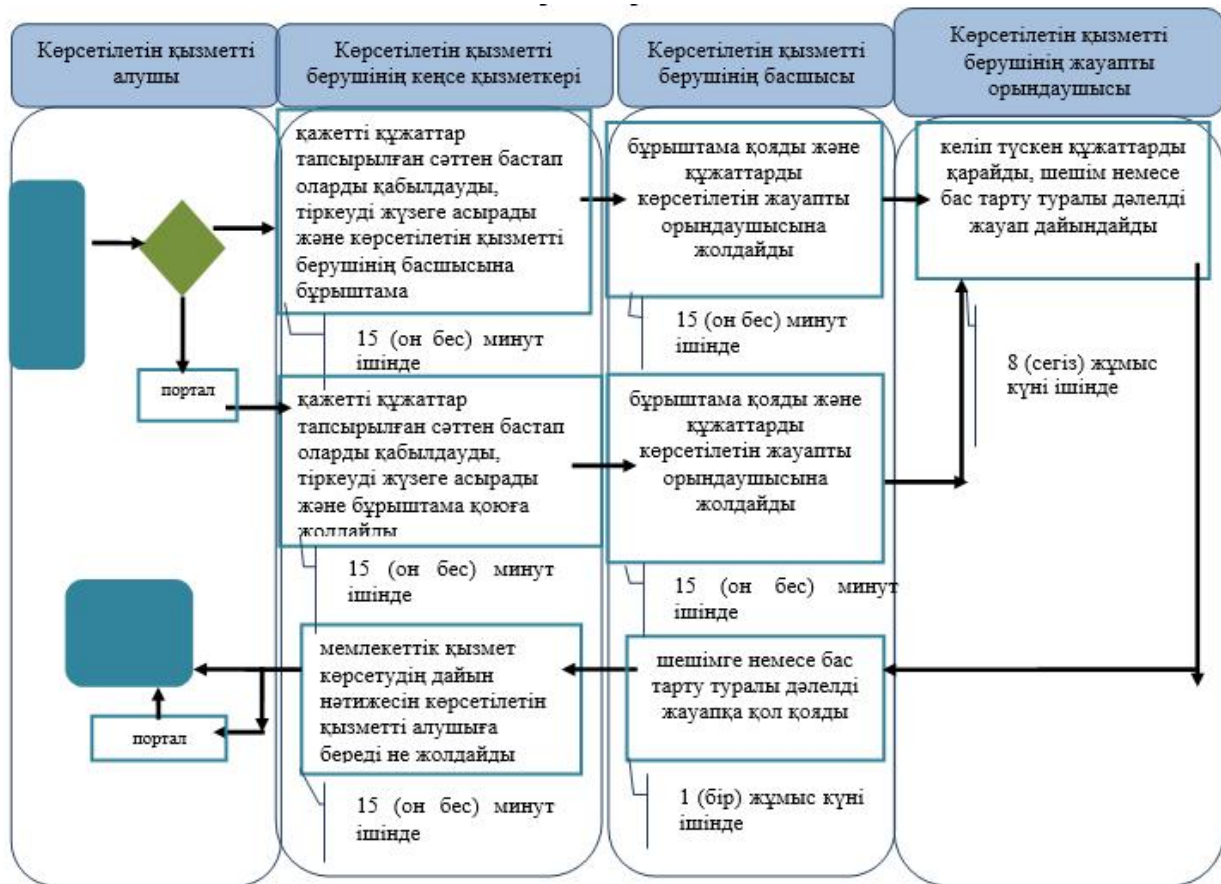 Көрсетілетін қызметті
алушы
Көрсетілетін қызметті
берушінің кеңсе қызметкері
Көрсетілетін қызметті
берушінің басшысы
Көрсетілетін қызметті
берушінің жауапты
орындаушысы
қажетті құжаттар
тапсырылған сәттен бастап
оларды қабылдауды,
тіркеуді жүзеге асырады
және көрсетілетін қызметті
берушінің басшысына
бұрыштама
15 (он бес) минут
ішінде
бұрыштама қояды және
құжаттарды
көрсетілетін жауапты
орындаушысына
жолдайды
15 (он бес) минут
ішінде
келіп түскен құжаттарды
қарайды, шешім немесе
бас тарту туралы дәлелді
жауап дайындайды
8 (сегіз) жұмыс
күні ішінде
портал
қажетті құжаттар
тапсырылған сәттен бастап
оларды қабылдауды,
тіркеуді жүзеге асырады
және бұрыштама қоюға
жолдайды
15 (он бес) минут
ішінде
бұрыштама қояды және
құжаттарды
көрсетілетін жауапты
орындаушысына
жолдайды
15 (он бес) минут
ішінде
шешімге немесе бас
тарту туралы дәлелді
жауапқа қол қояды
1 (бір) жұмыс күні
ішінде
мемлекеттік қызмет
көрсетудің дайын
нәтижесін көрсетілетін
қызметті алушыға
береді не жолдайды
15 (он бес) минут
ішінде
портал